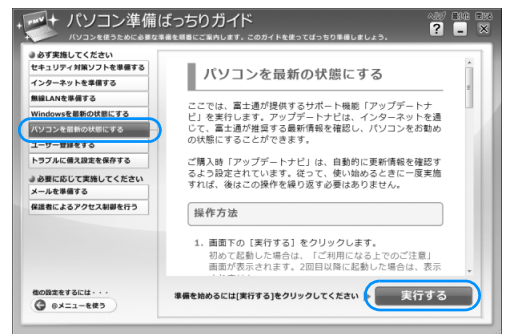 パソコン準備ばっちりガイド
パソコンを使うために必要な準備を順番にご案内します。このガイドを使ってばっちり準備しましょう。
ヘルプ 最小化 閉じる
必ず実施してください
セキュリティ対策ソフトを準備する
インターネットを準備する
無線LANを準備する
Windowsを最新の状態にする
パソコンを最新の状態にする
ユーザー登録をする
トラブルに備え設定を保存する
必要に応じて実施してください
メールを準備する
保護者によるアクセス制御を行う
他の設定をするには・・・
@メニューを使う
パソコンを最新の状態にする
ここでは、富士通が提供するサポート機能「アップデートナ
ビ」を実行します。アップデートナビは、インターネットを通
じて、富士通が推奨する最新情報を確認し、パソコンをお勧め
の状態にすることができます。
ご購入時「アップデートナビ」は、自動的に更新情報を確認す
るよう設定されています。従って、使い始めるときに一度実施
すれば、後はこの操作を繰り返す必要はありません。
操作方法
1. 画面下の［実行する］をクリックします。
初めて起動した場合は、「ご利用になる上でのご注意」
画面が表示されます。2回目以降に起動した場合は、表示
準備を始めるには[実行する]をクリックしてください
実行する